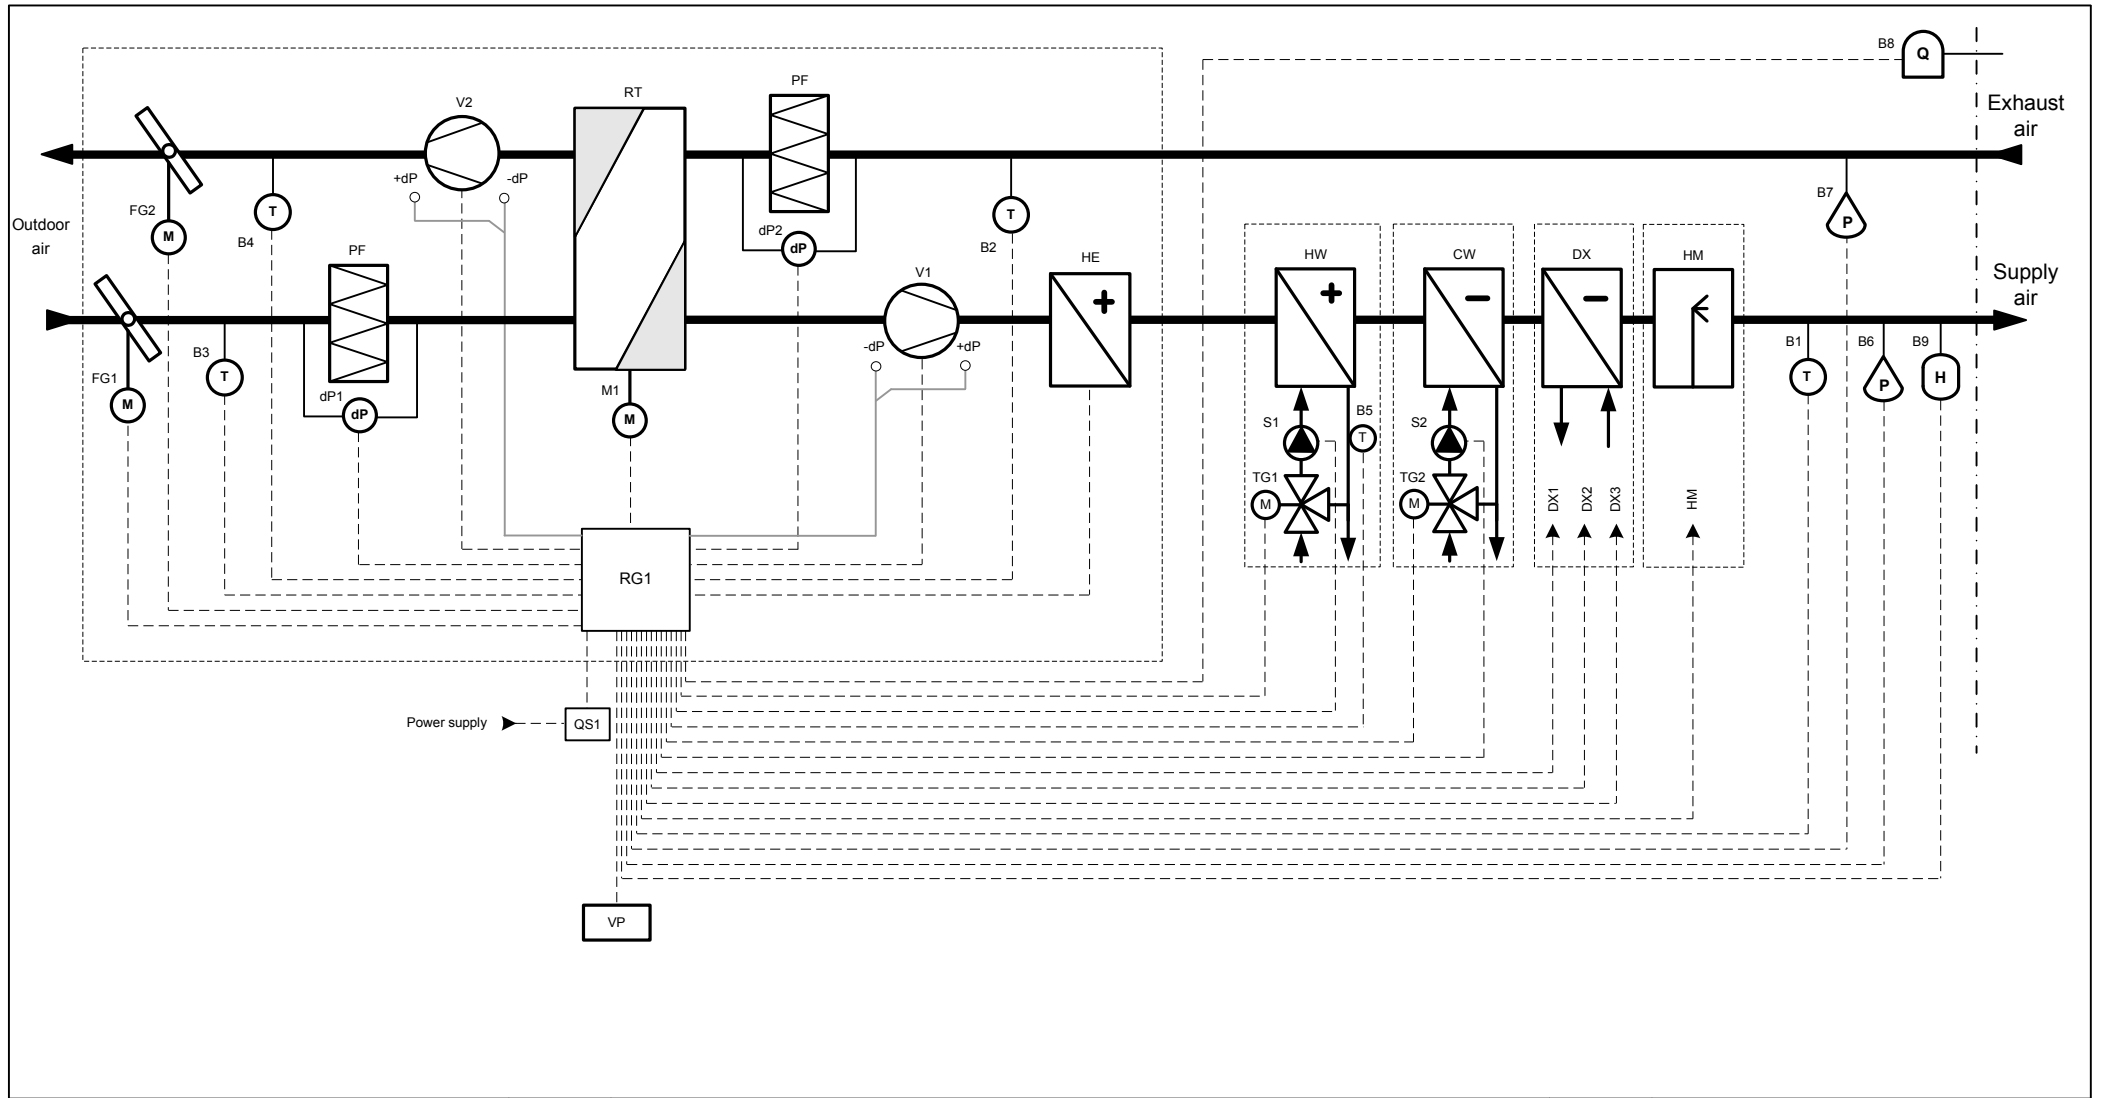 B8
Q
Exhaust
air
RT
PF
V2
+dP
-dP
B7
P
FG2
M
T
B4
Outdoor
air
dP2
dP
T
B2
PF
HE
+
V1
HW
+
CW
−
DX
−
HM
Supply
air
B3
T
FG1
M
dP1
dP
M1
M
-dP
+dP
B1
T
B6
P
B9
H
S1
B5
T
S2
TG1
M
TG2
M
DX1
DX2
DX3
HM
RG1
Power supply
QS1
VP